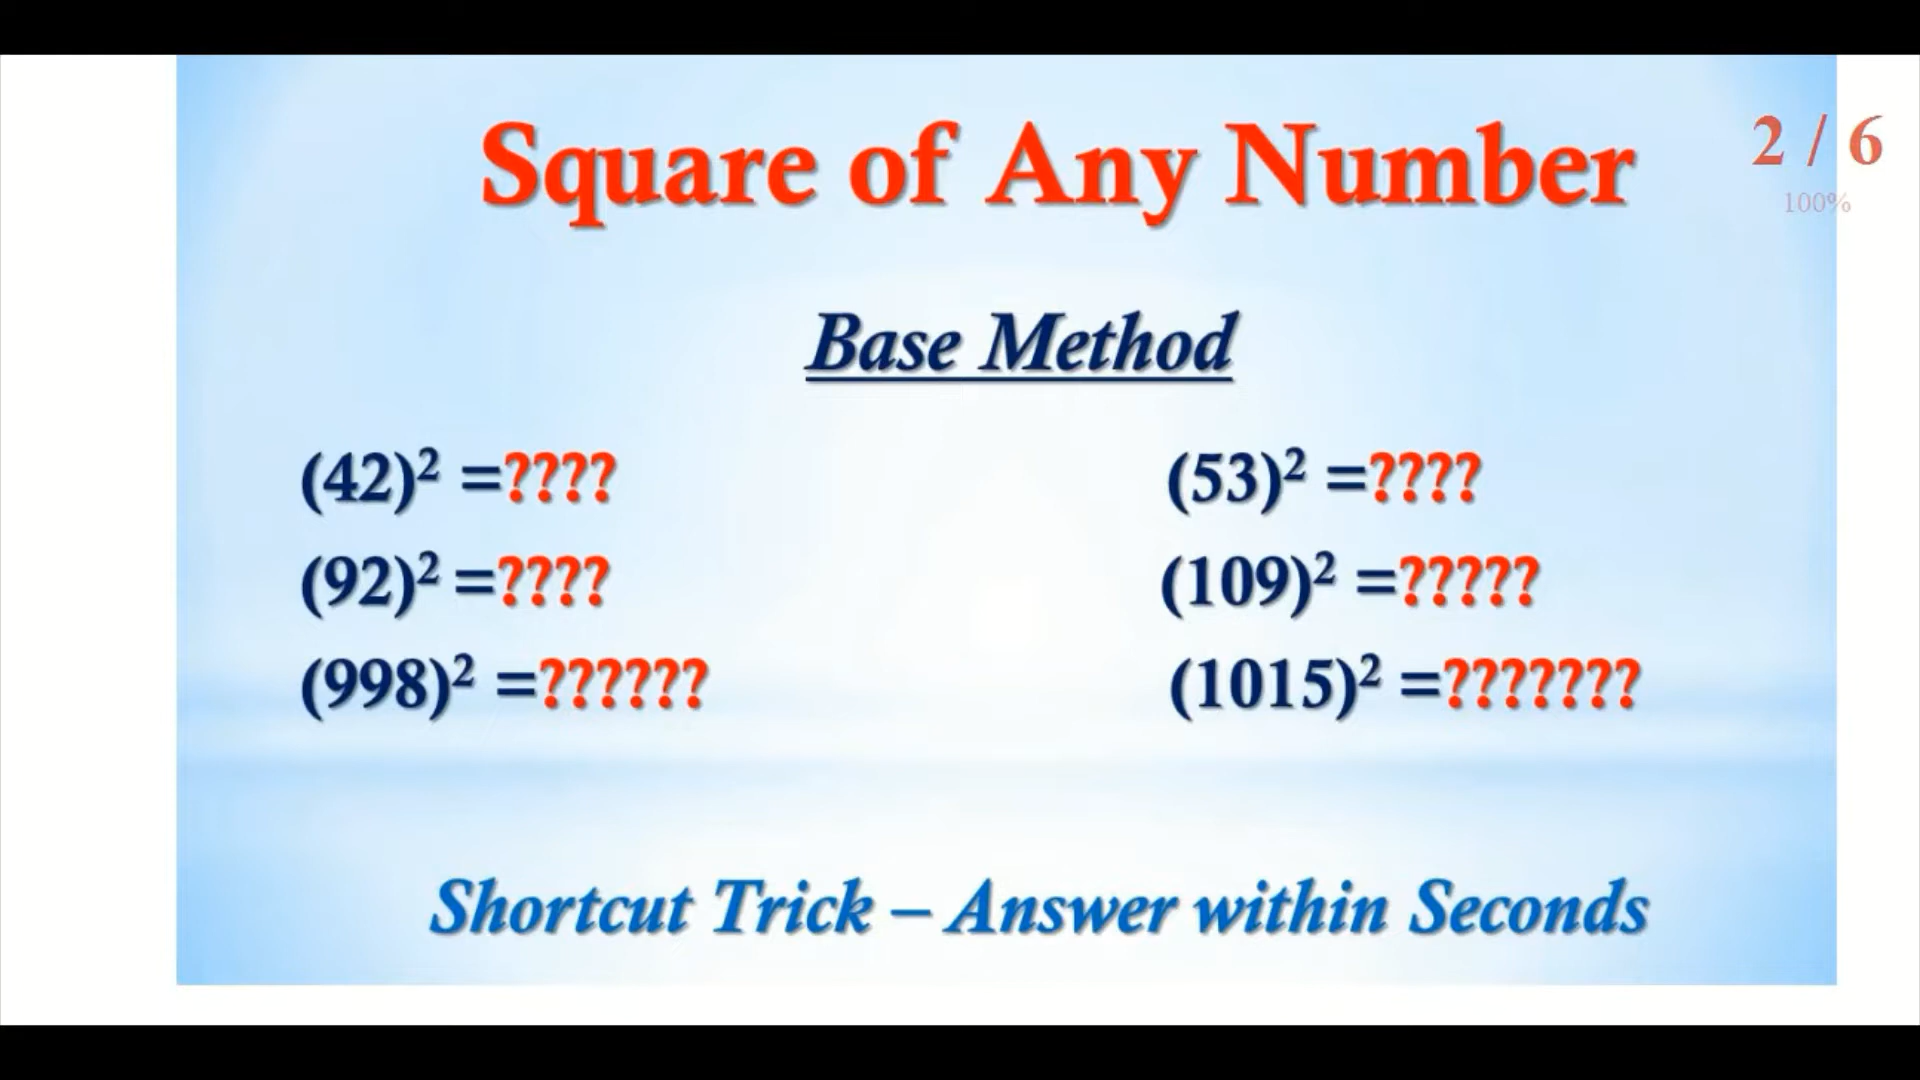 Square of Any Number
2 / 6
100%
Base Method
(42)² =????
(53)² =????
(92)² =????
(109)² =?????
(998)² =??????
(1015)² =???????
Shortcut Trick – Answer within Seconds